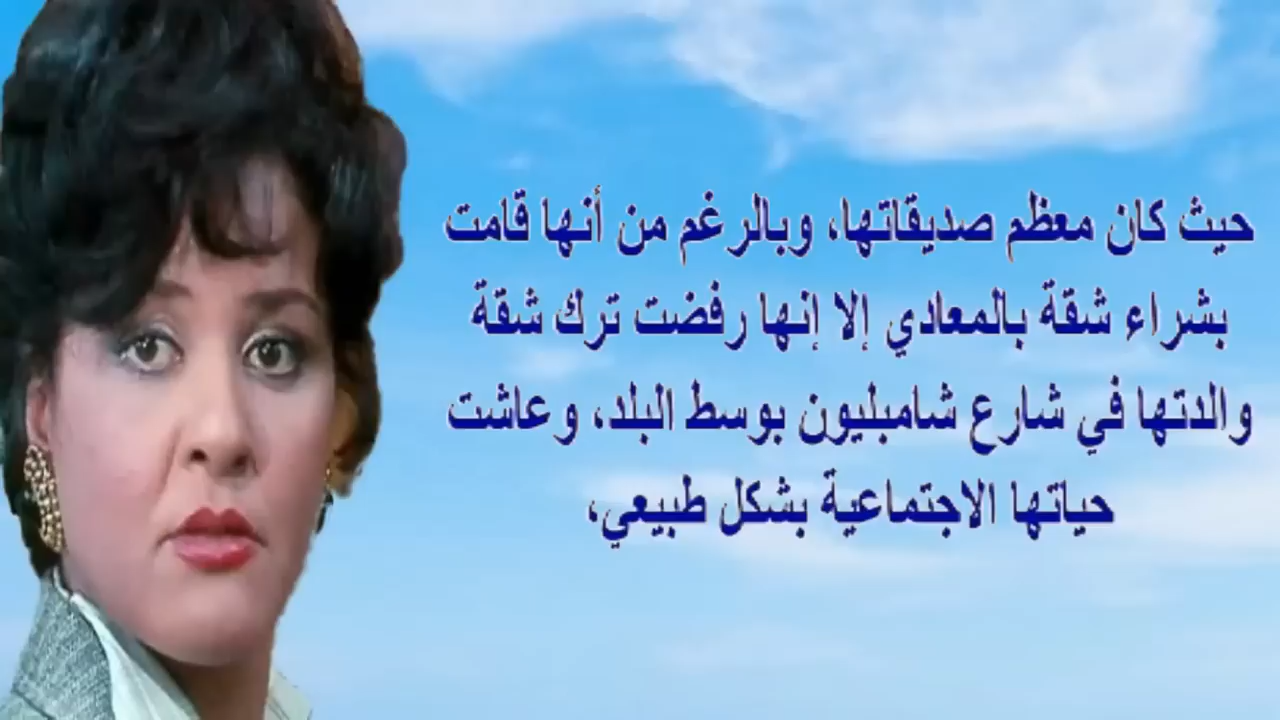 حيث كان معظم صديقاتها، وبالرغم من أنها قامت
بشراء شقة بالمعادي إلا إنها رفضت ترك شقة
والدتها في شارع شامبليون بوسط البلد، وعاشت
حياتها الاجتماعية بشكل طبيعي،